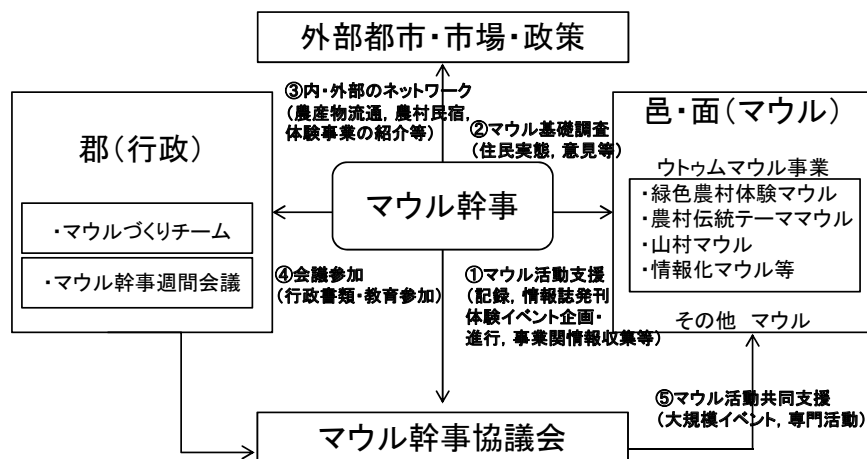 外部都市・市場・政策
③内・外部のネットワーク
(農産物流通, 農村民宿,
体験事業の紹介等)
②マウル基礎調査
(住民実態, 意見等)
郡(行政)
・マウルづくりチーム
・マウル幹事週間会議
マウル幹事
邑・面(マウル)
ウトゥムマウル事業
・緑色農村体験マウル
・農村伝統テーママウル
・山村マウル
・情報化マウル等
その他 マウル
④会議参加
(行政書類・教育参加)
①マウル活動支援
(記録, 情報誌発刊
体験イベント企画・
進行, 事業関情報収集等)
⑤マウル活動共同支援
(大規模イベント, 専門活動)
マウル幹事協議会